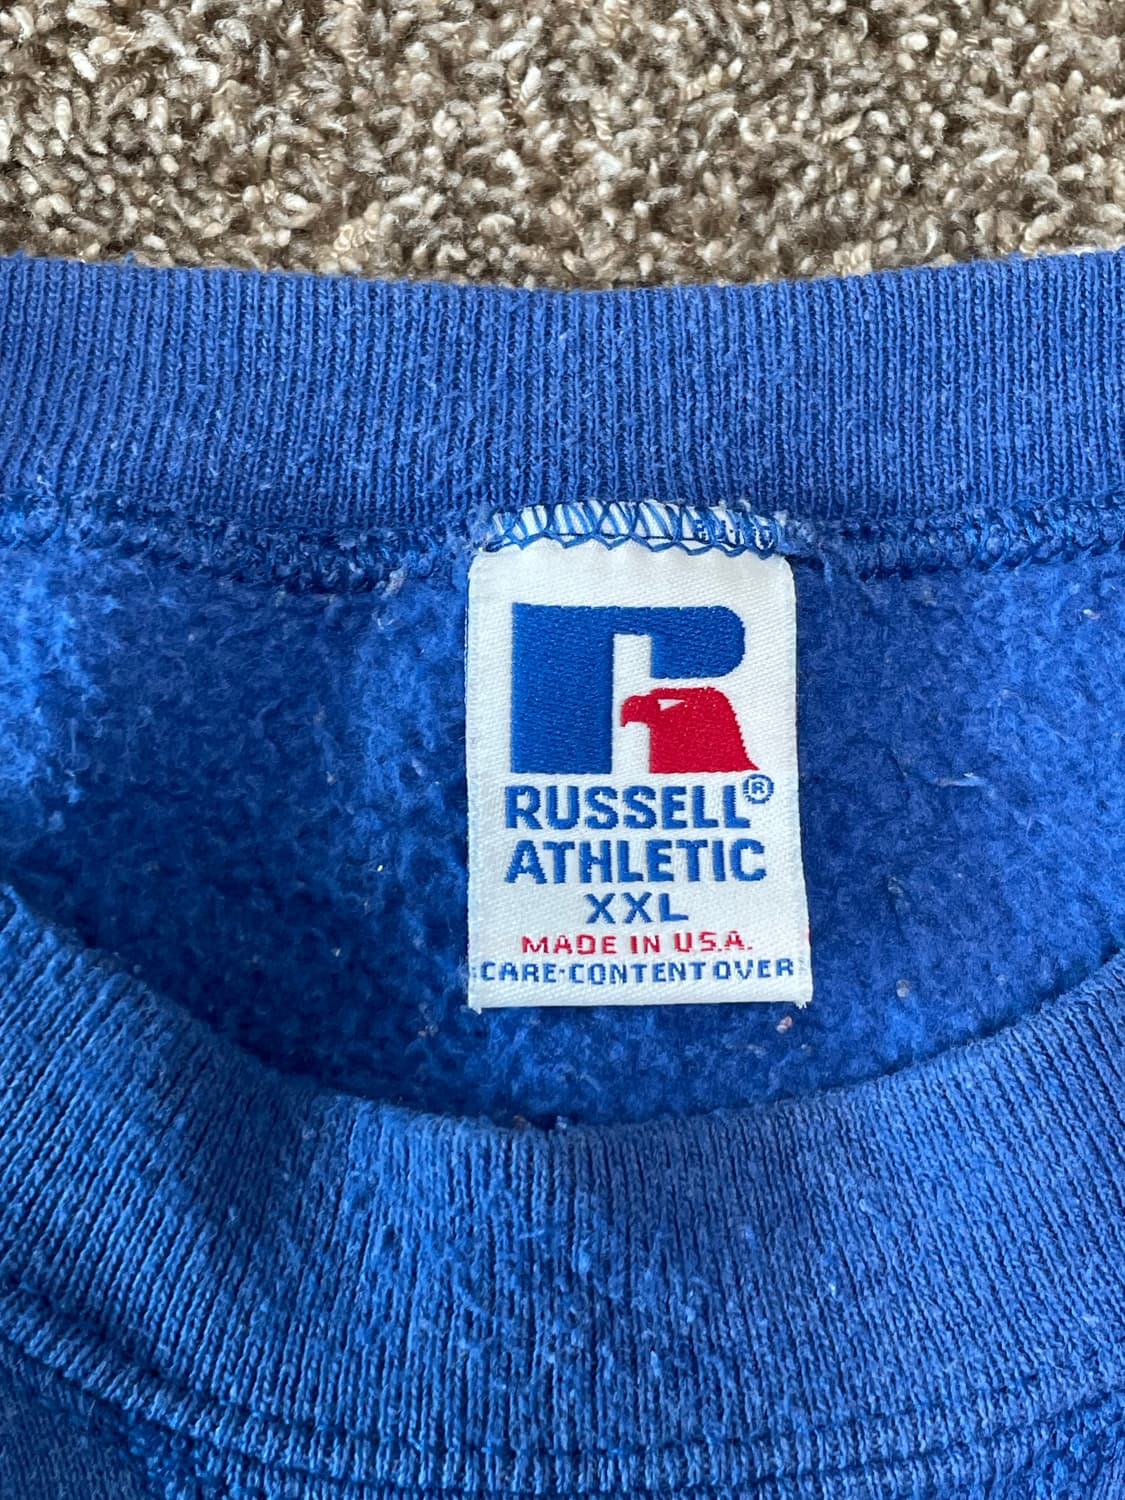 R
RUSSELL®
ATHLETIC
XXL
MADE IN U.S.A.
CARE·CONTENT OVER